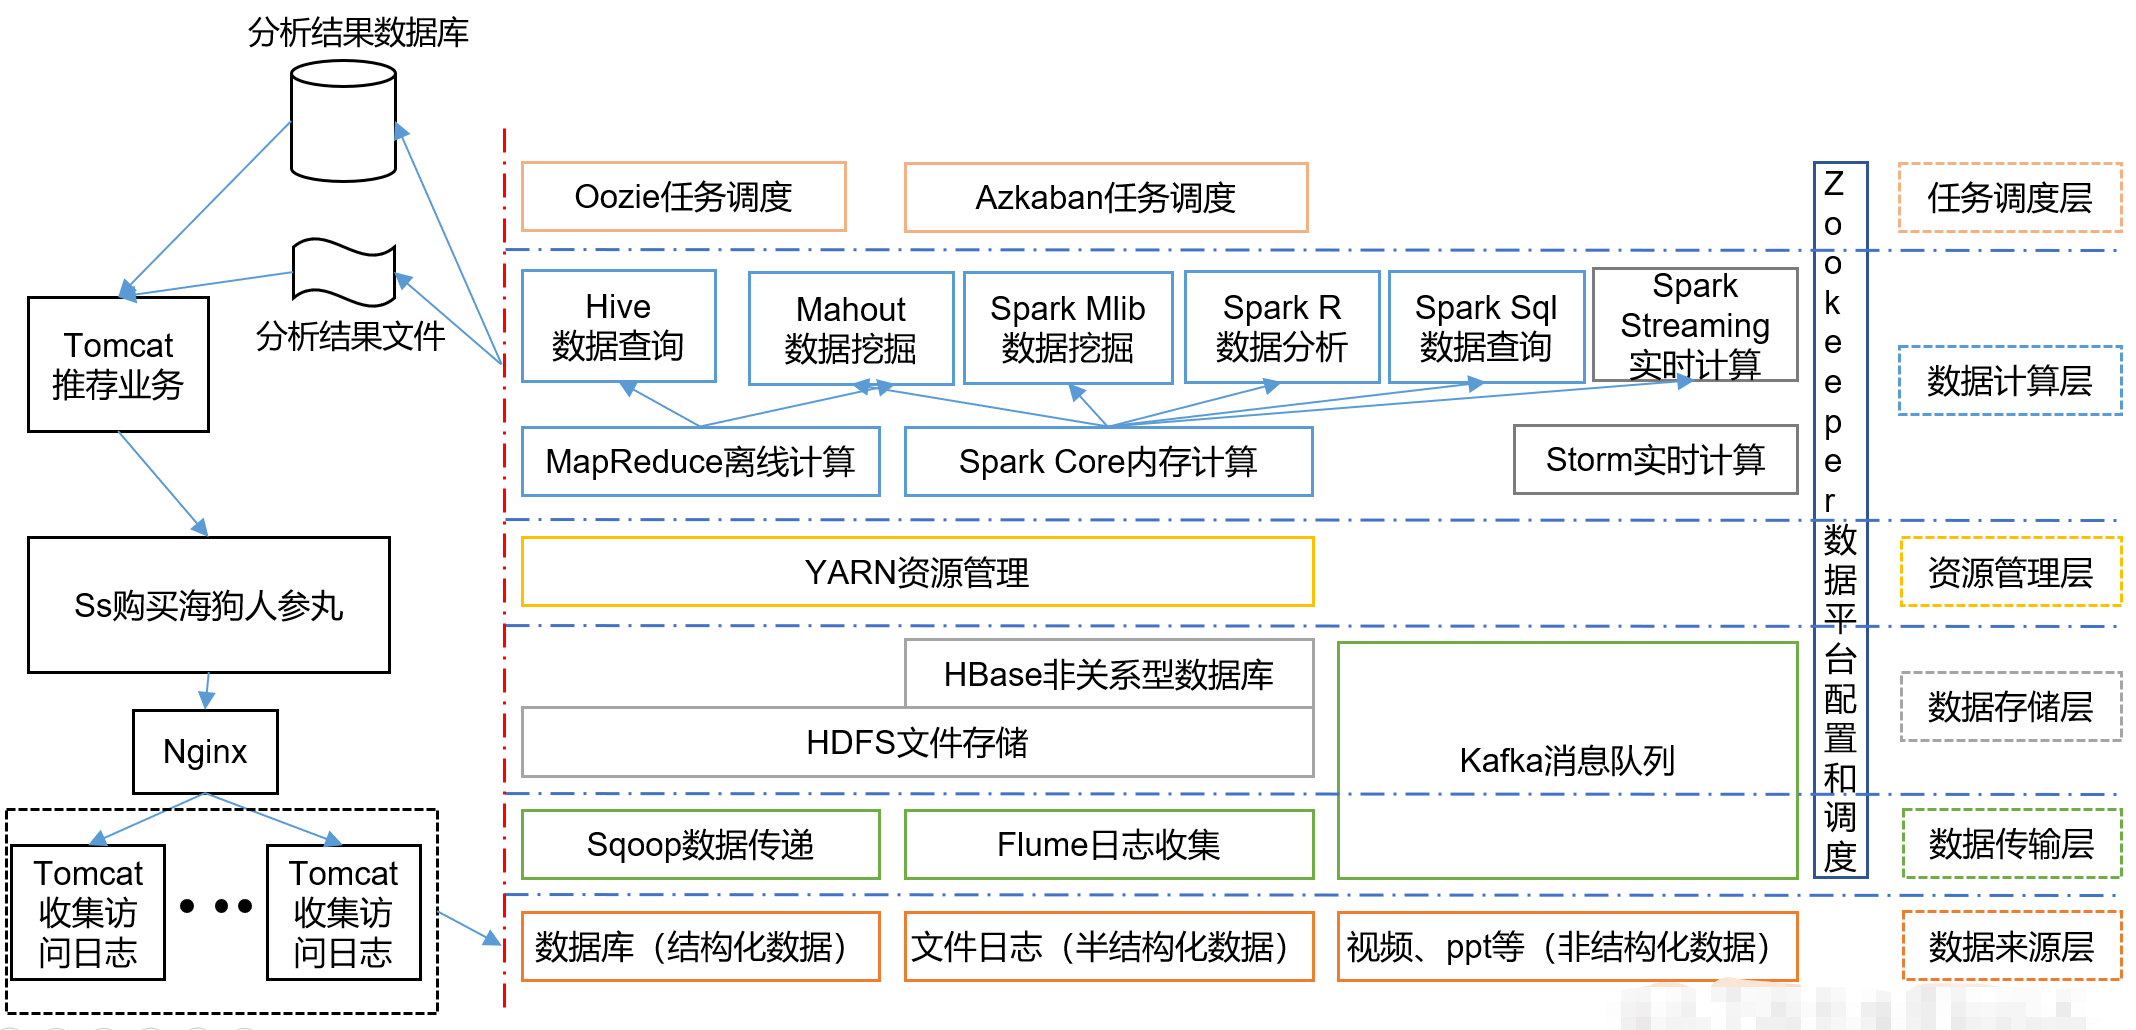 分析结果数据库
分析结果文件
Tomcat
推荐业务
Ss购买海狗人参丸
Nginx
Tomcat
收集访
问日志
Tomcat
收集访
问日志
Oozie任务调度
Azkaban任务调度
Hive
数据查询
Mahout
数据挖掘
Spark Mlib
数据挖掘
Spark R
数据分析
Spark Sql
数据查询
Spark
Streaming
实时计算
MapReduce离线计算
Spark Core内存计算
Storm实时计算
YARN资源管理
HBase非关系型数据库
HDFS文件存储
Kafka消息队列
Sqoop数据传递
Flume日志收集
数据库（结构化数据）
文件日志（半结构化数据）
视频、ppt等（非结构化数据）
Zookeeper数据平台配置和调度
任务调度层
数据计算层
资源管理层
数据存储层
数据传输层
数据来源层